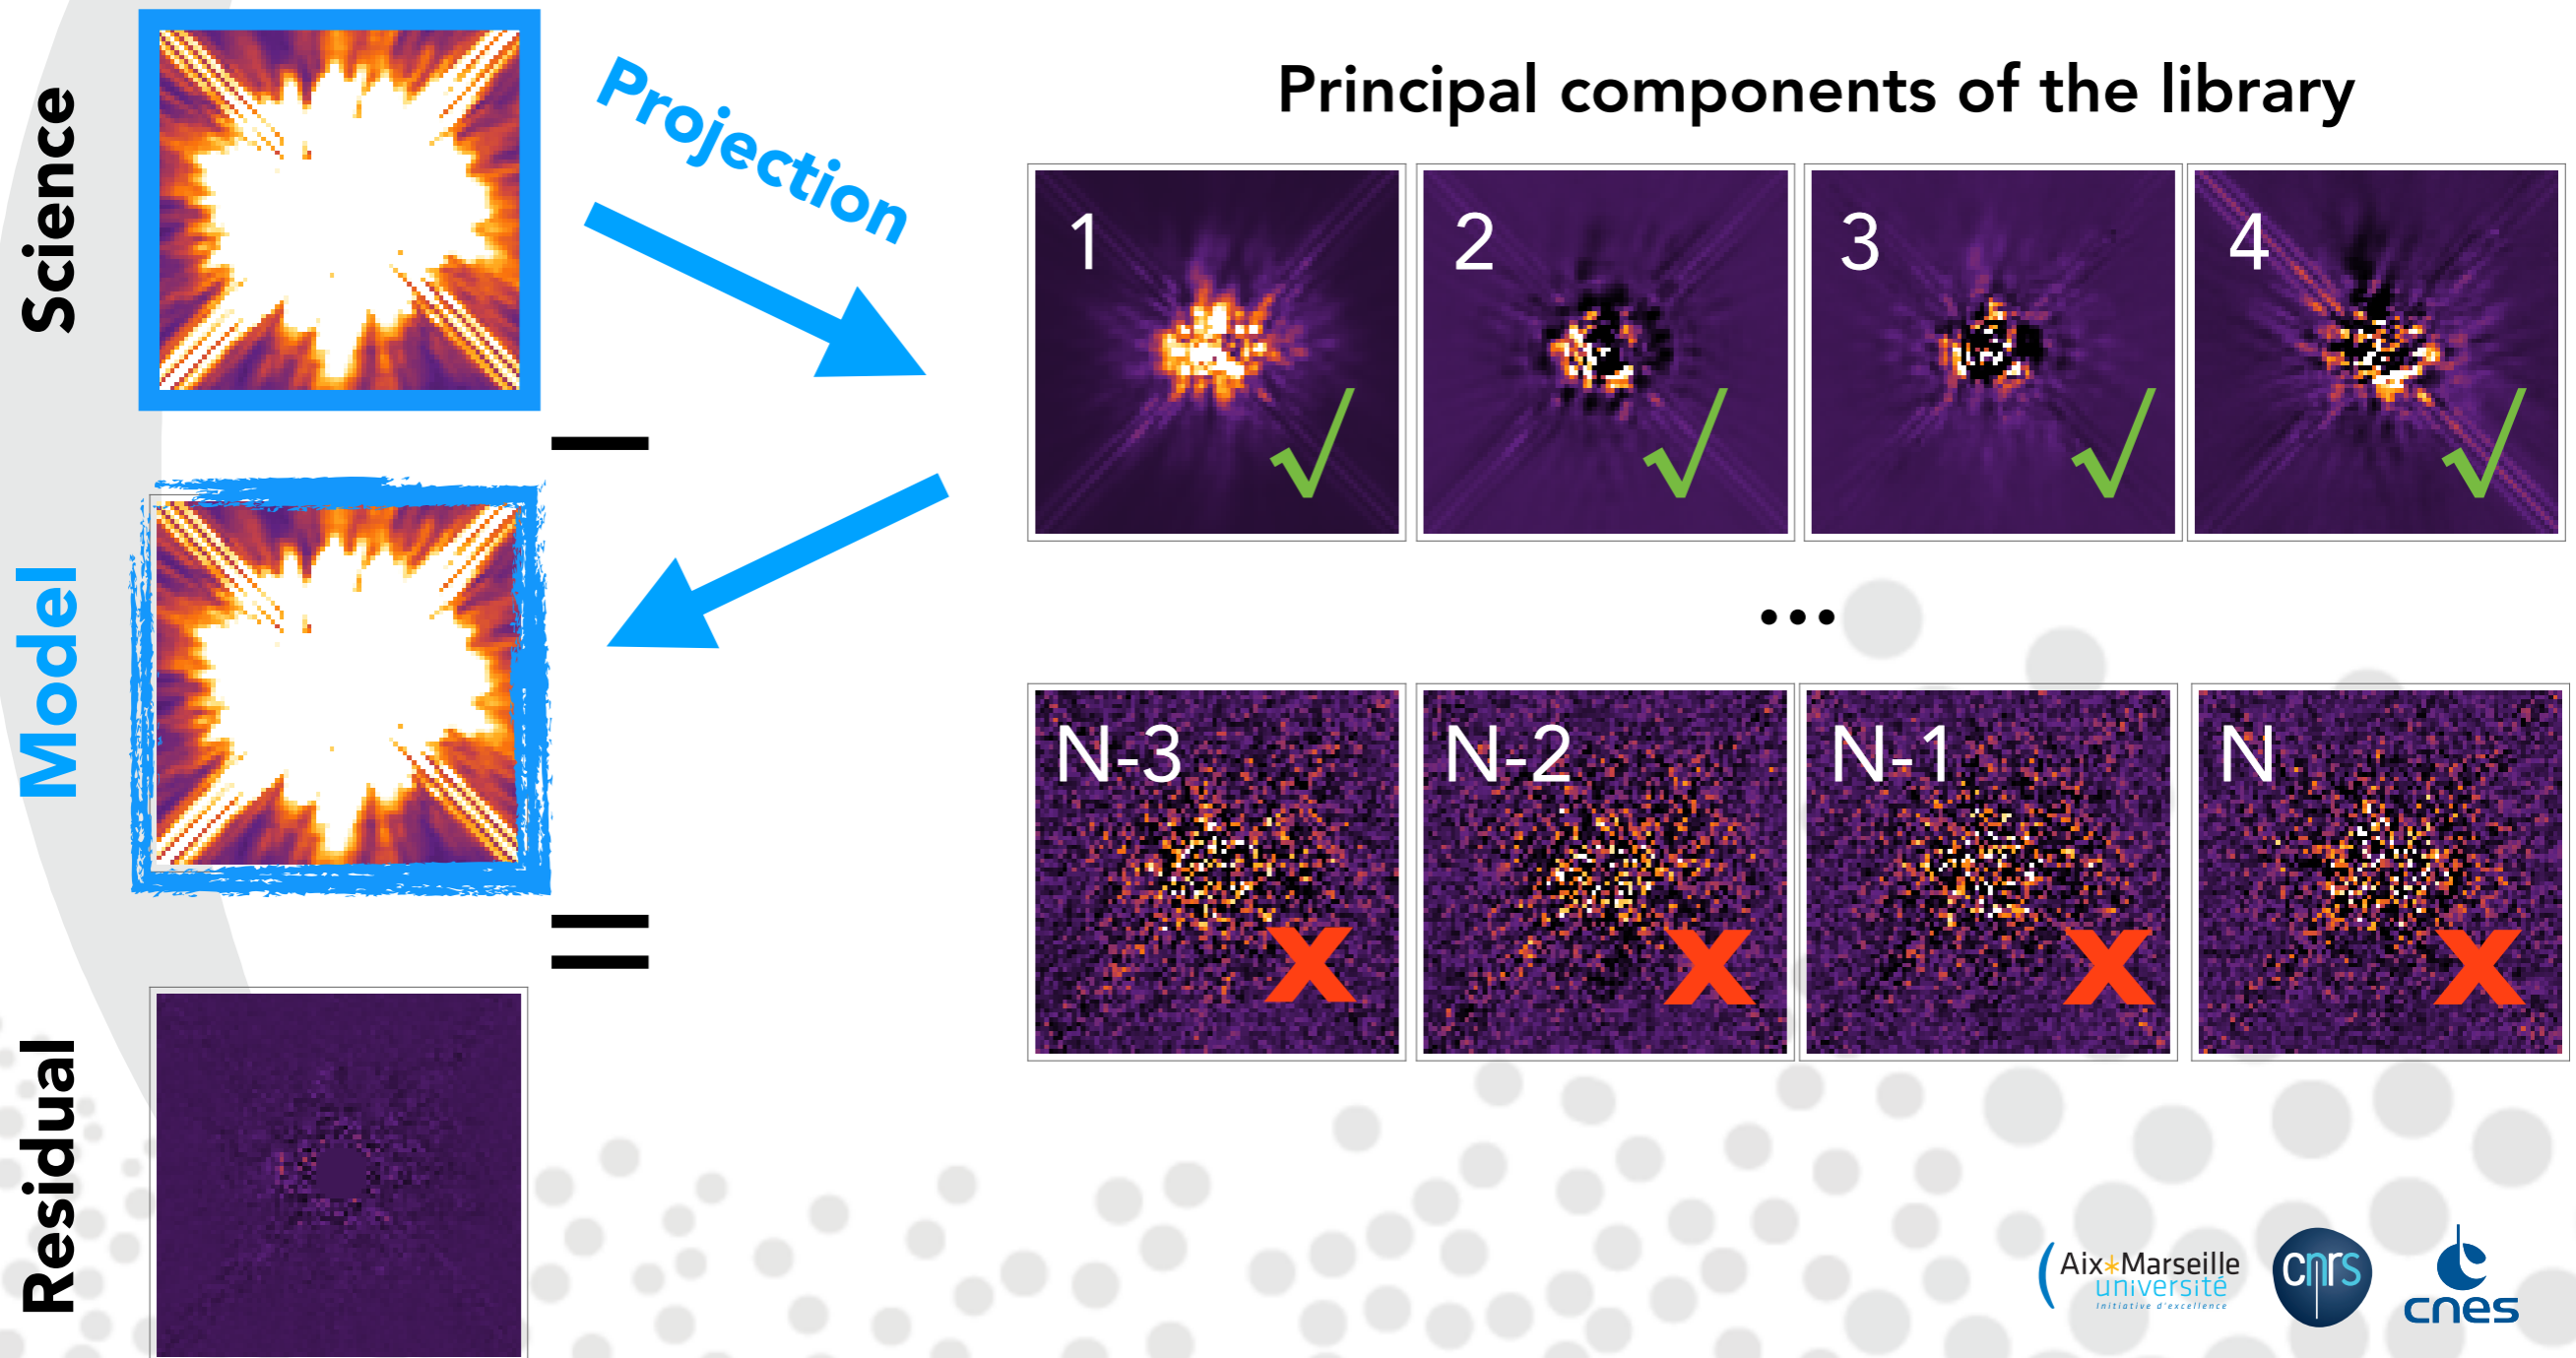 Science
Projection
Principal components of the library
1
2
3
4
−
Model
...
N-3
N-2
N-1
N
=
Residual
Aix*Marseille
université
Initiative d'excellence
cnrs
cnes